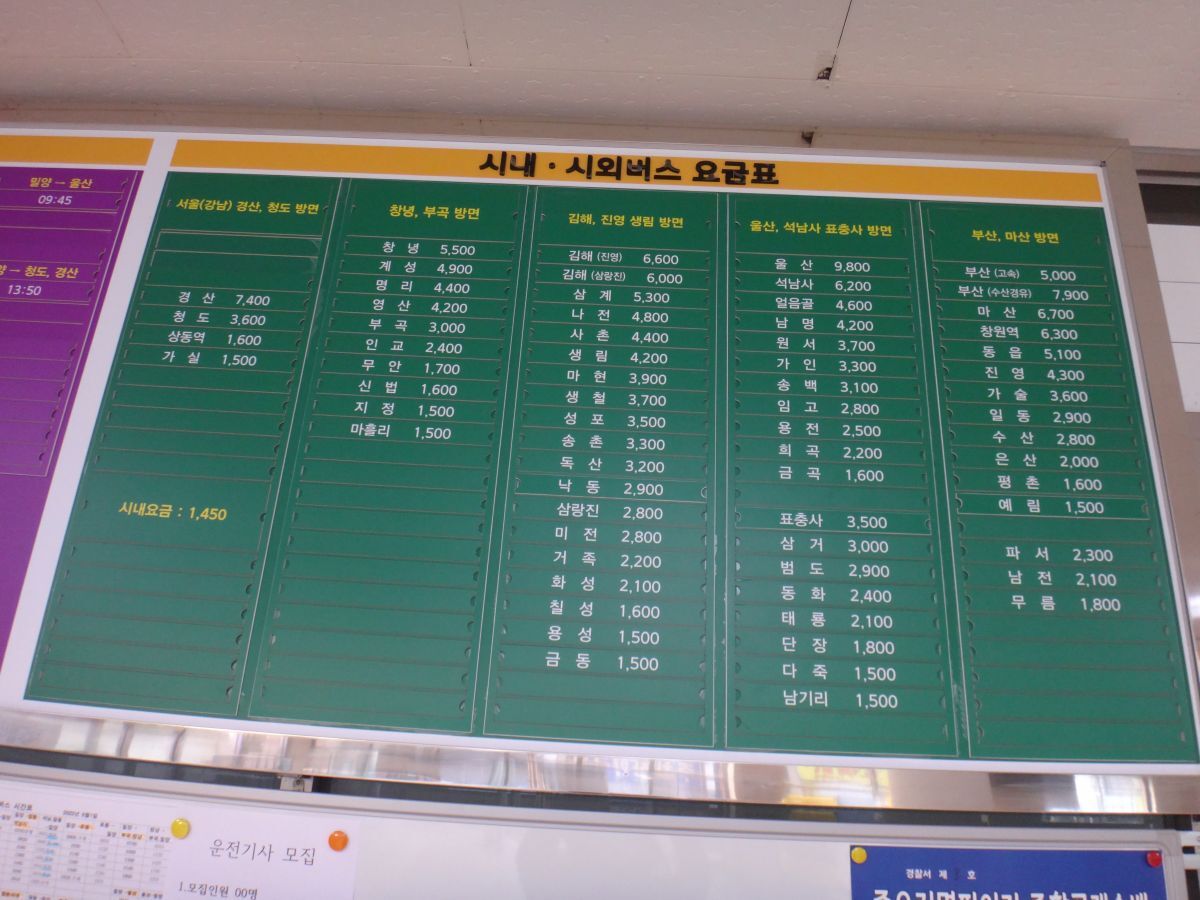 시내 · 시외버스 요금표
밀양 → 울산
09:45
→ 청도, 경산
13:50
서울(강남) 경산, 청도 방면
경 산 7,400
청 도 3,600
상동역 1,600
가 실 1,500
시내요금 : 1,450
창녕, 부곡 방면
창 녕 5,500
계 성 4,900
명 리 4,400
영 산 4,200
부 곡 3,000
인 교 2,400
무 안 1,700
신 법 1,600
지 정 1,500
마흘리 1,500
김해, 진영 생림 방면
김해 (진영) 6,600
김해 (삼랑진) 6,000
삼 계 5,300
나 전 4,800
사 촌 4,400
생 림 4,200
마 현 3,900
생 철 3,700
성 포 3,500
송 촌 3,300
독 산 3,200
낙 동 2,900
삼랑진 2,800
미 전 2,800
거 족 2,200
화 성 2,100
칠 성 1,600
용 성 1,500
금 동 1,500
울산, 석남사 표충사 방면
울 산 9,800
석남사 6,200
얼음골 4,600
남 명 4,200
원 서 3,700
가 인 3,300
송 백 3,100
임 고 2,800
용 전 2,500
희 곡 2,200
금 곡 1,600
표충사 3,500
삼 거 3,000
범 도 2,900
동 화 2,400
태 룡 2,100
단 장 1,800
다 죽 1,500
남기리 1,500
부산, 마산 방면
부산 (고속) 5,000
부산 (수산경유) 7,900
마 산 6,700
창원역 6,300
동 읍 5,100
진 영 4,300
가 술 3,600
일 동 2,900
수 산 2,800
은 산 2,000
평 촌 1,600
예 림 1,500
파 서 2,300
남 전 2,100
무 름 1,800
운전기사 모집
1.모집인원 00명
경찰서 제 호